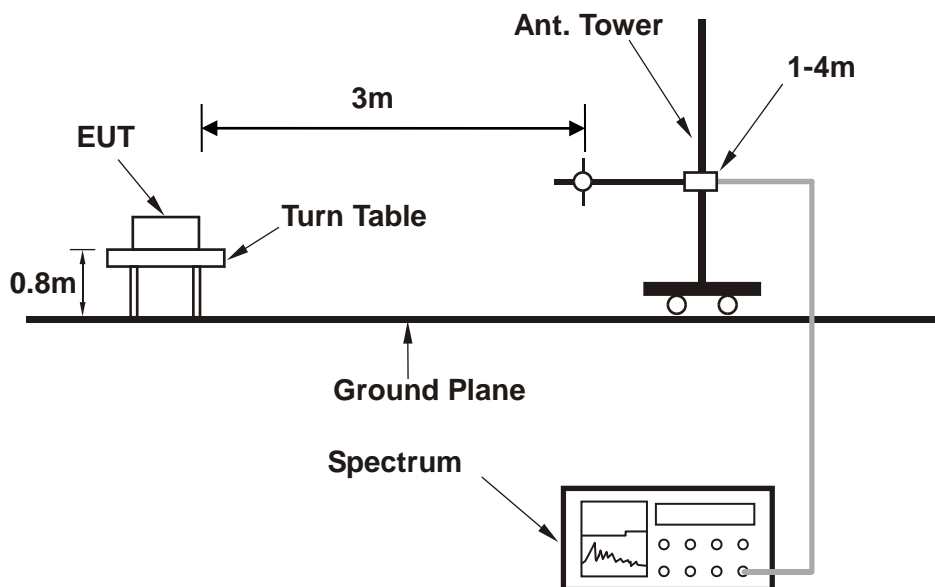 Ant. Tower
1-4m
3m
EUT
Turn Table
0.8m
Ground Plane
Spectrum